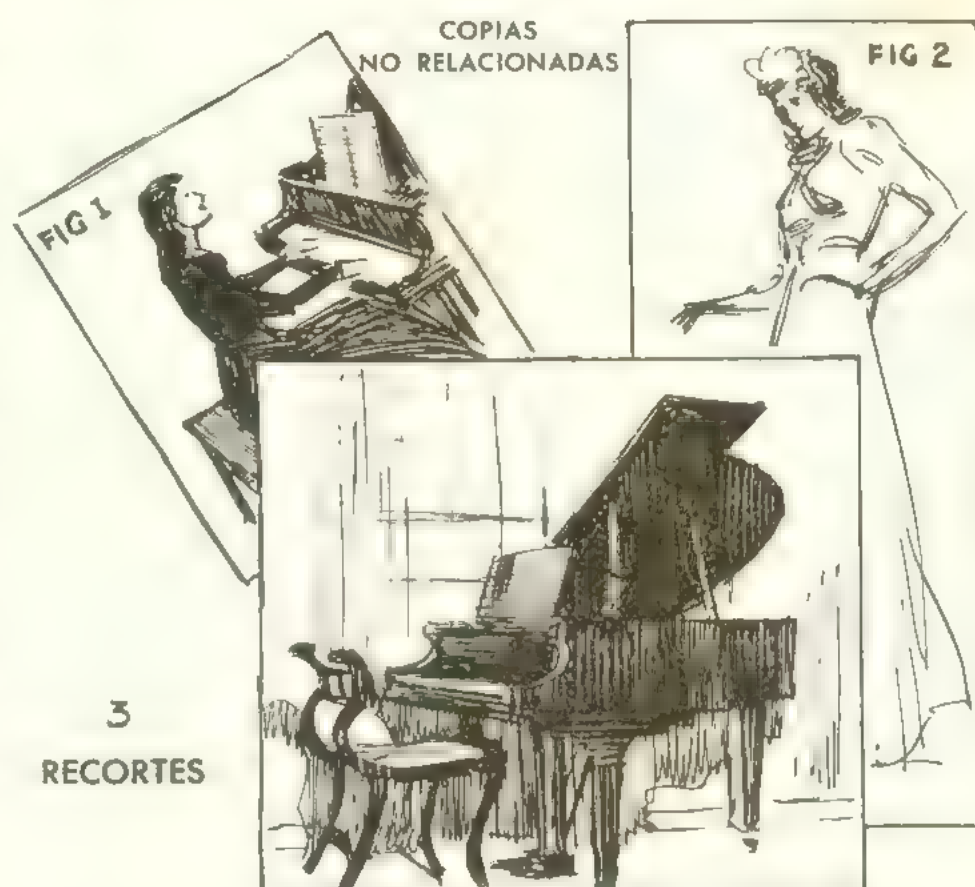 COPIAS
NO RELACIONADAS
FIG 1
FIG 2
3
RECORTES